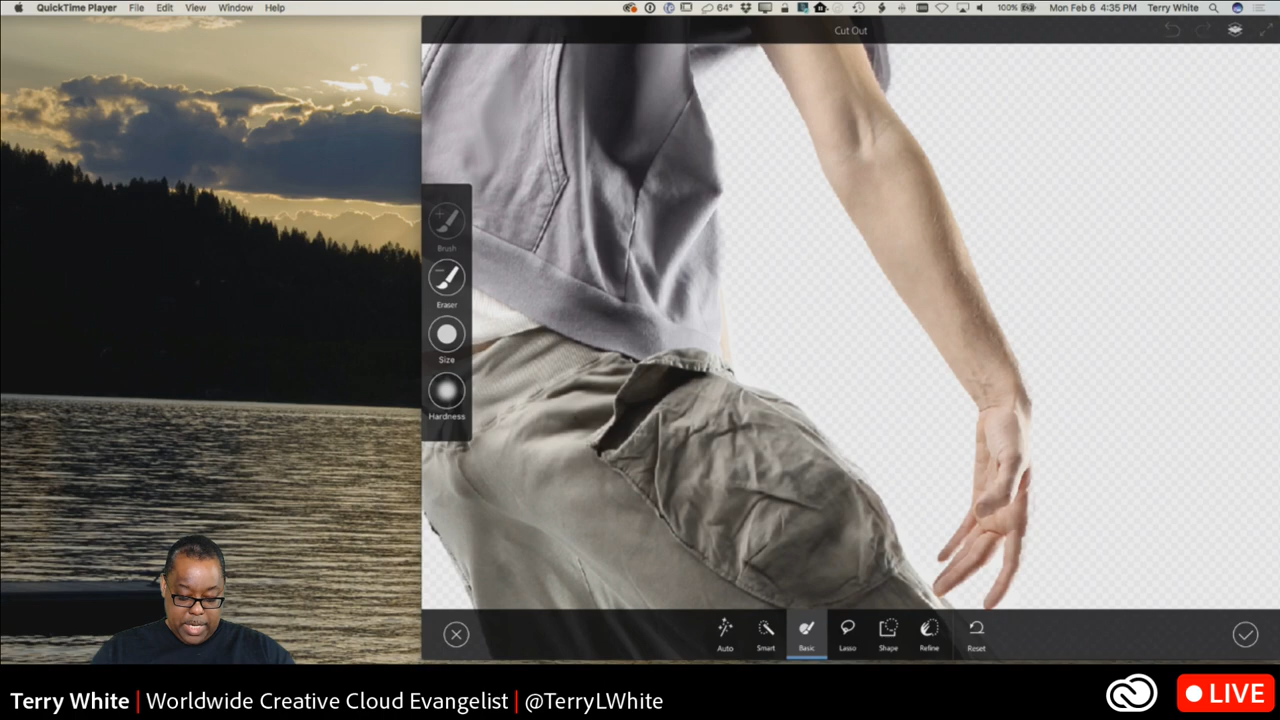 QuickTime Player File Edit View Window Help 64° 100% Mon Feb 6 4:35 PM Terry White
Cut Out
Brush
Eraser
Size
Hardness
Auto Smart Basic Lasso Shape Refine Reset
Terry White | Worldwide Creative Cloud Evangelist | @TerryLWhite
LIVE